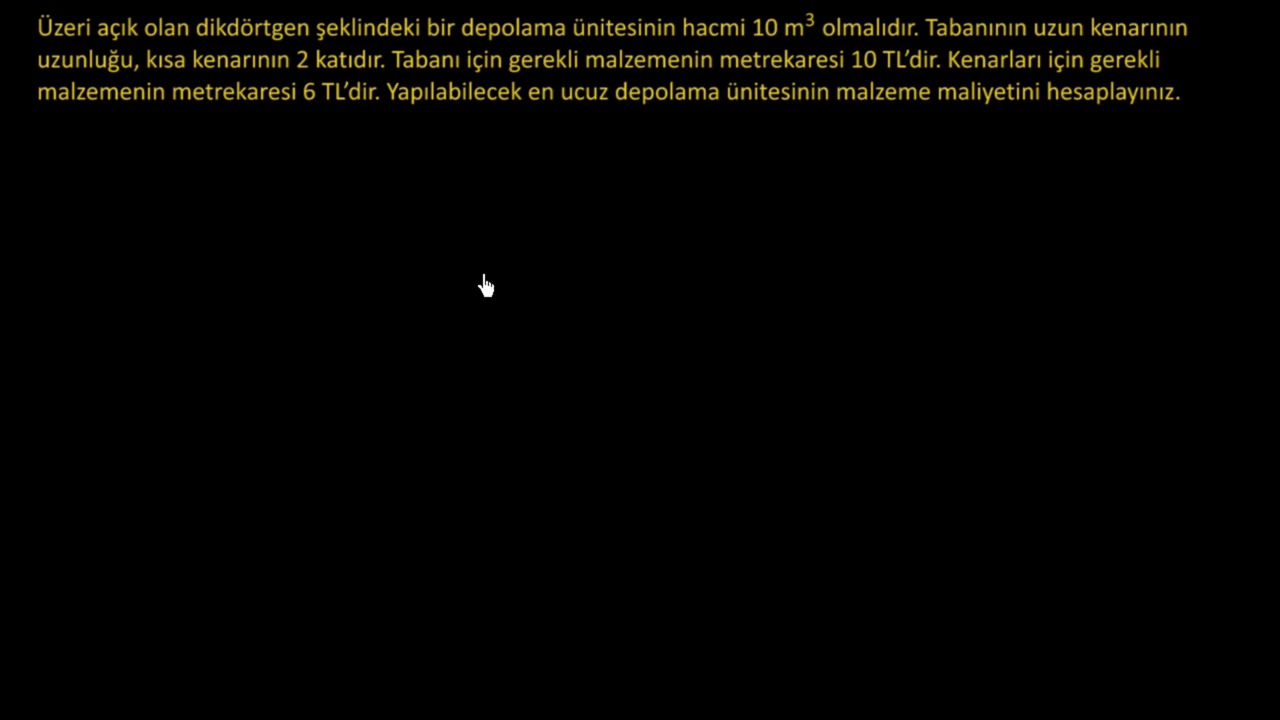 Üzeri açık olan dikdörtgen şeklindeki bir depolama ünitesinin hacmi 10 m³ olmalıdır. Tabanının uzun kenarının
uzunluğu, kısa kenarının 2 katıdır. Tabanı için gerekli malzemenin metrekaresi 10 TL’dir. Kenarları için gerekli
malzemenin metrekaresi 6 TL’dir. Yapılabilecek en ucuz depolama ünitesinin malzeme maliyetini hesaplayınız.